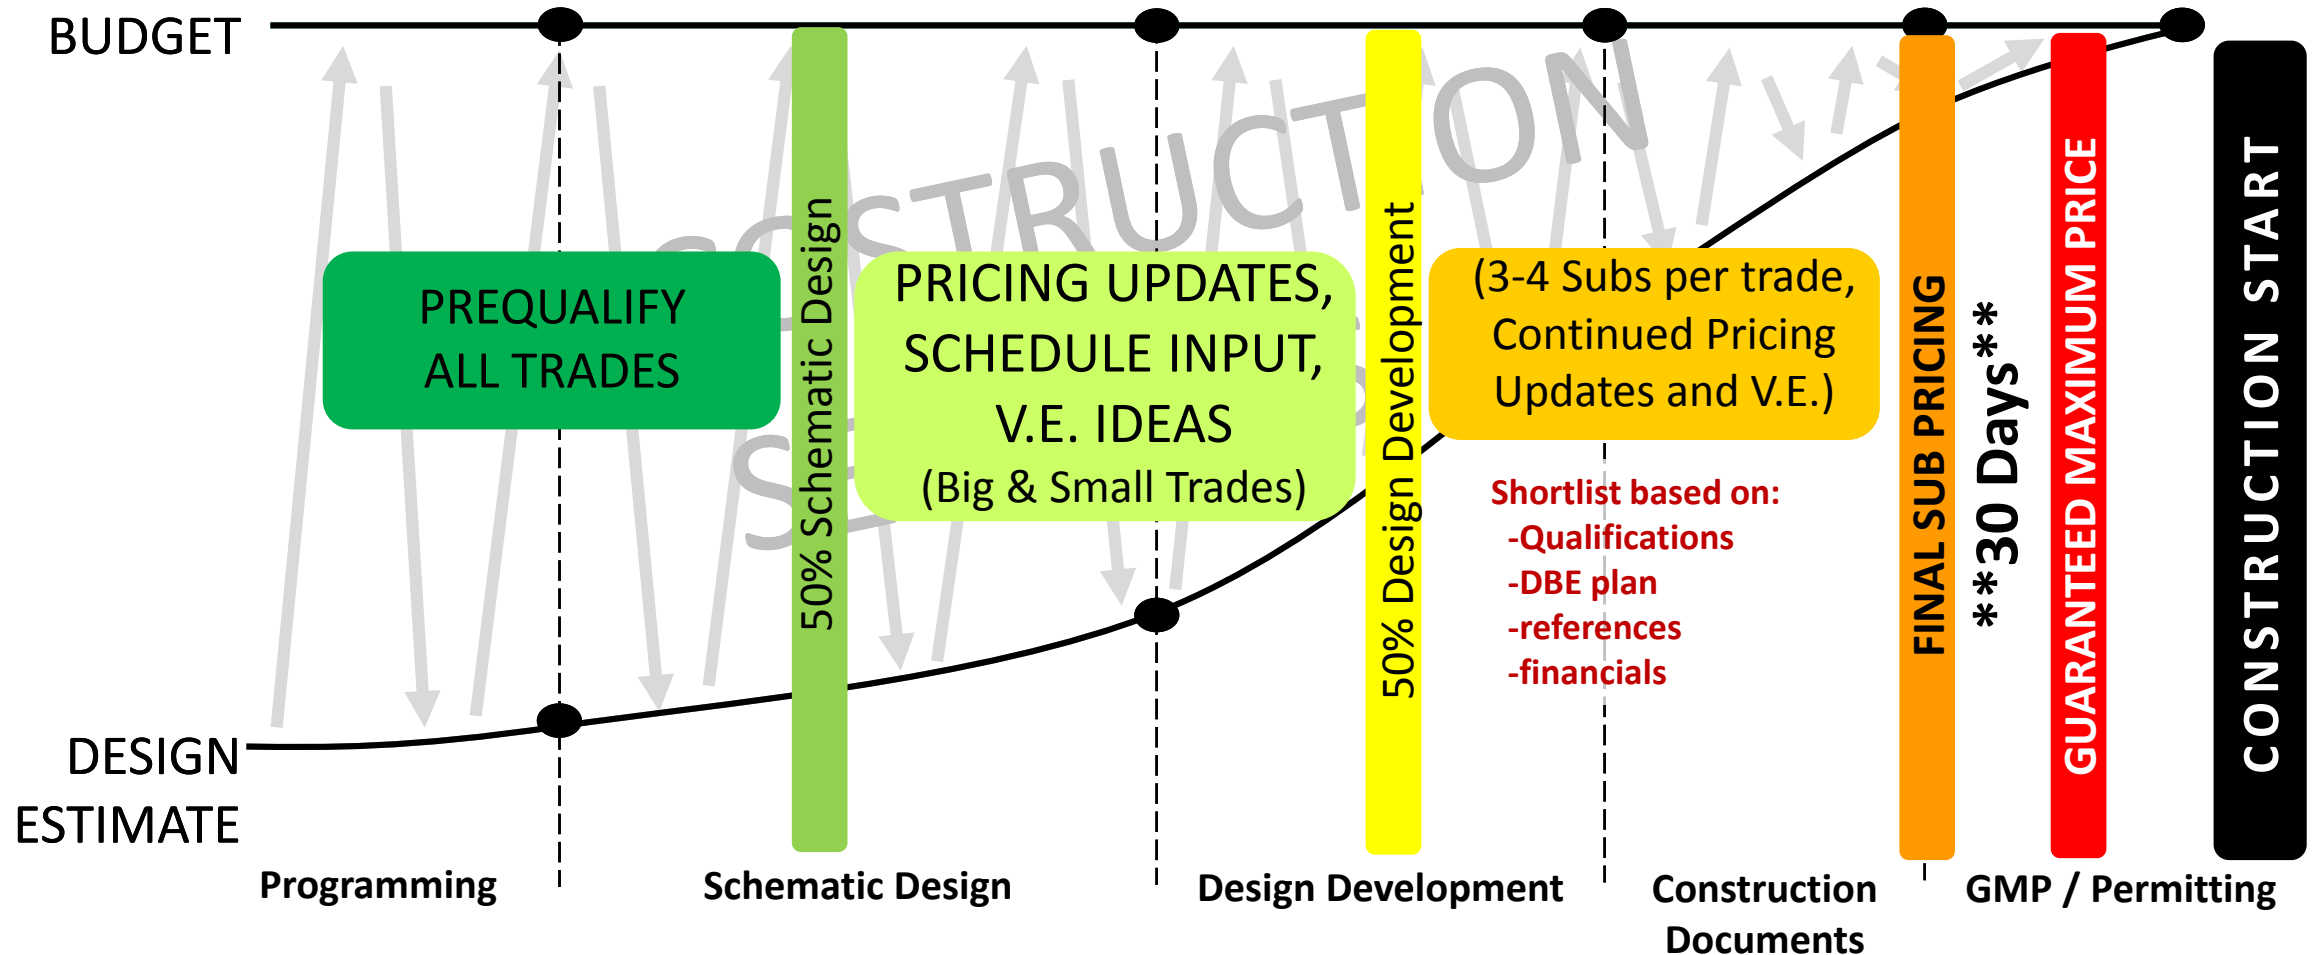 BUDGET
PREQUALIFY
ALL TRADES
50% Schematic Design
PRICING UPDATES,
SCHEDULE INPUT,
V.E. IDEAS
(Big & Small Trades)
50% Design Development
(3-4 Subs per trade,
Continued Pricing
Updates and V.E.)
Shortlist based on:
-Qualifications
-DBE plan
-references
-financials
FINAL SUB PRICING
**30 Days**
GUARANTEED MAXIMUM PRICE
CONSTRUCTION START
DESIGN
ESTIMATE
Programming
Schematic Design
Design Development
Construction
Documents
GMP / Permitting